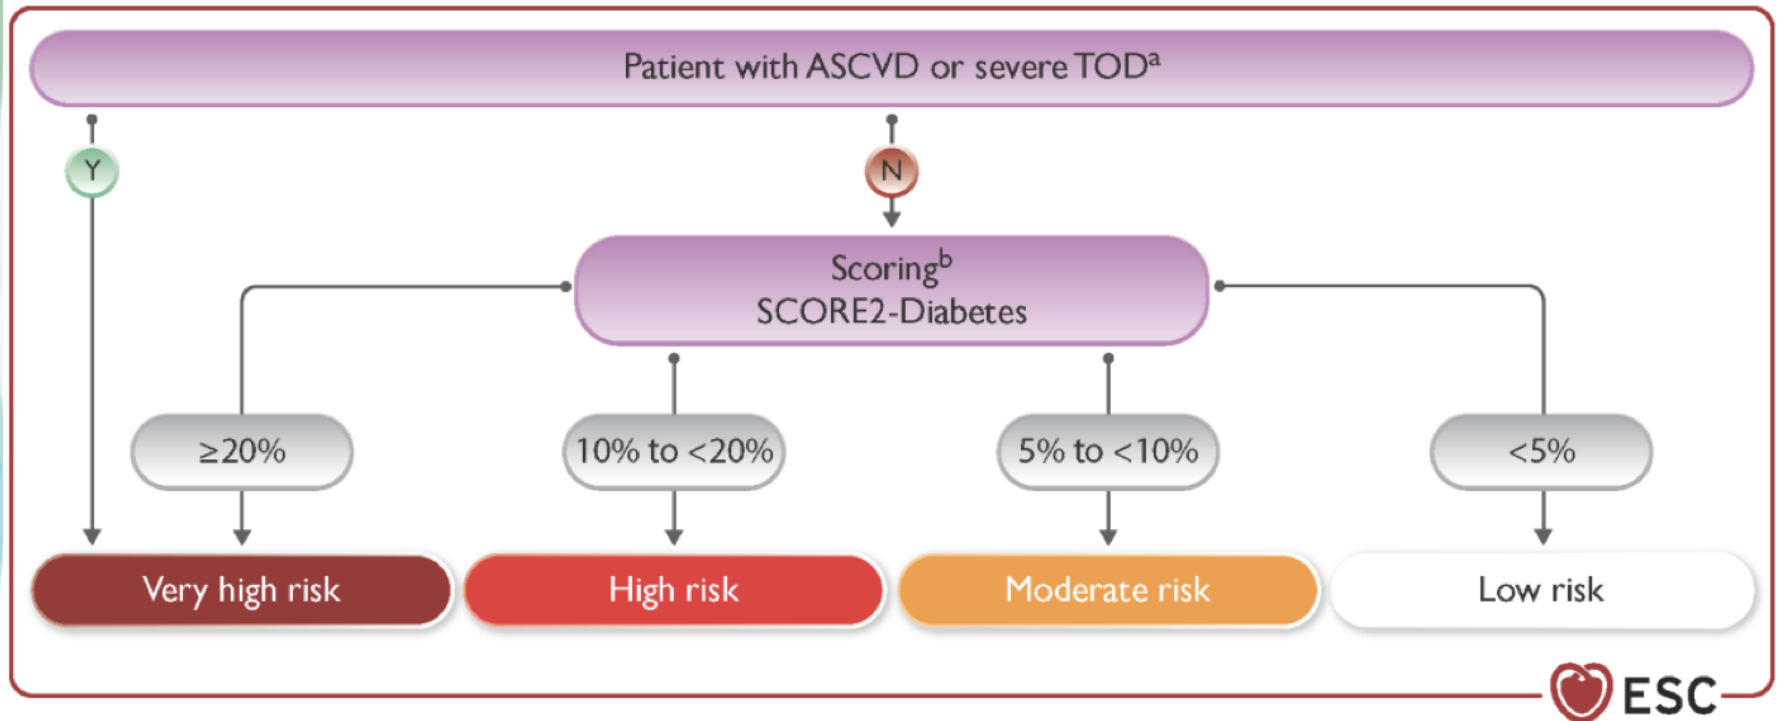 Patient with ASCVD or severe TODᵃ
Y
N
Scoringᵇ
SCORE2-Diabetes
≥20%
10% to <20%
5% to <10%
<5%
Very high risk
High risk
Moderate risk
Low risk
ESC